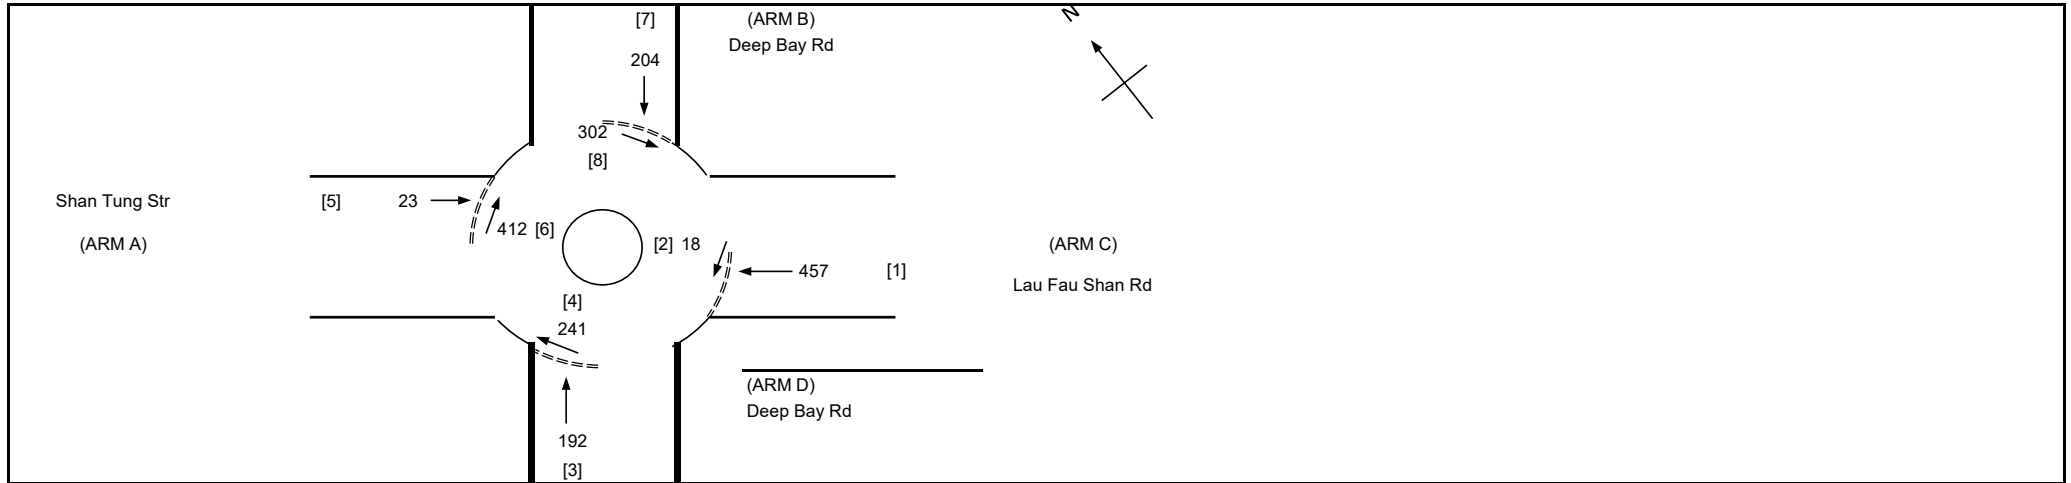 [7] (ARM B)
N
Deep Bay Rd
204
302
[8]
Shan Tung Str [5] 23
412 [6] [2] 18
(ARM A) (ARM C)
457 [1]
Lau Fau Shan Rd
[4]
241
(ARM D)
Deep Bay Rd
192
[3]